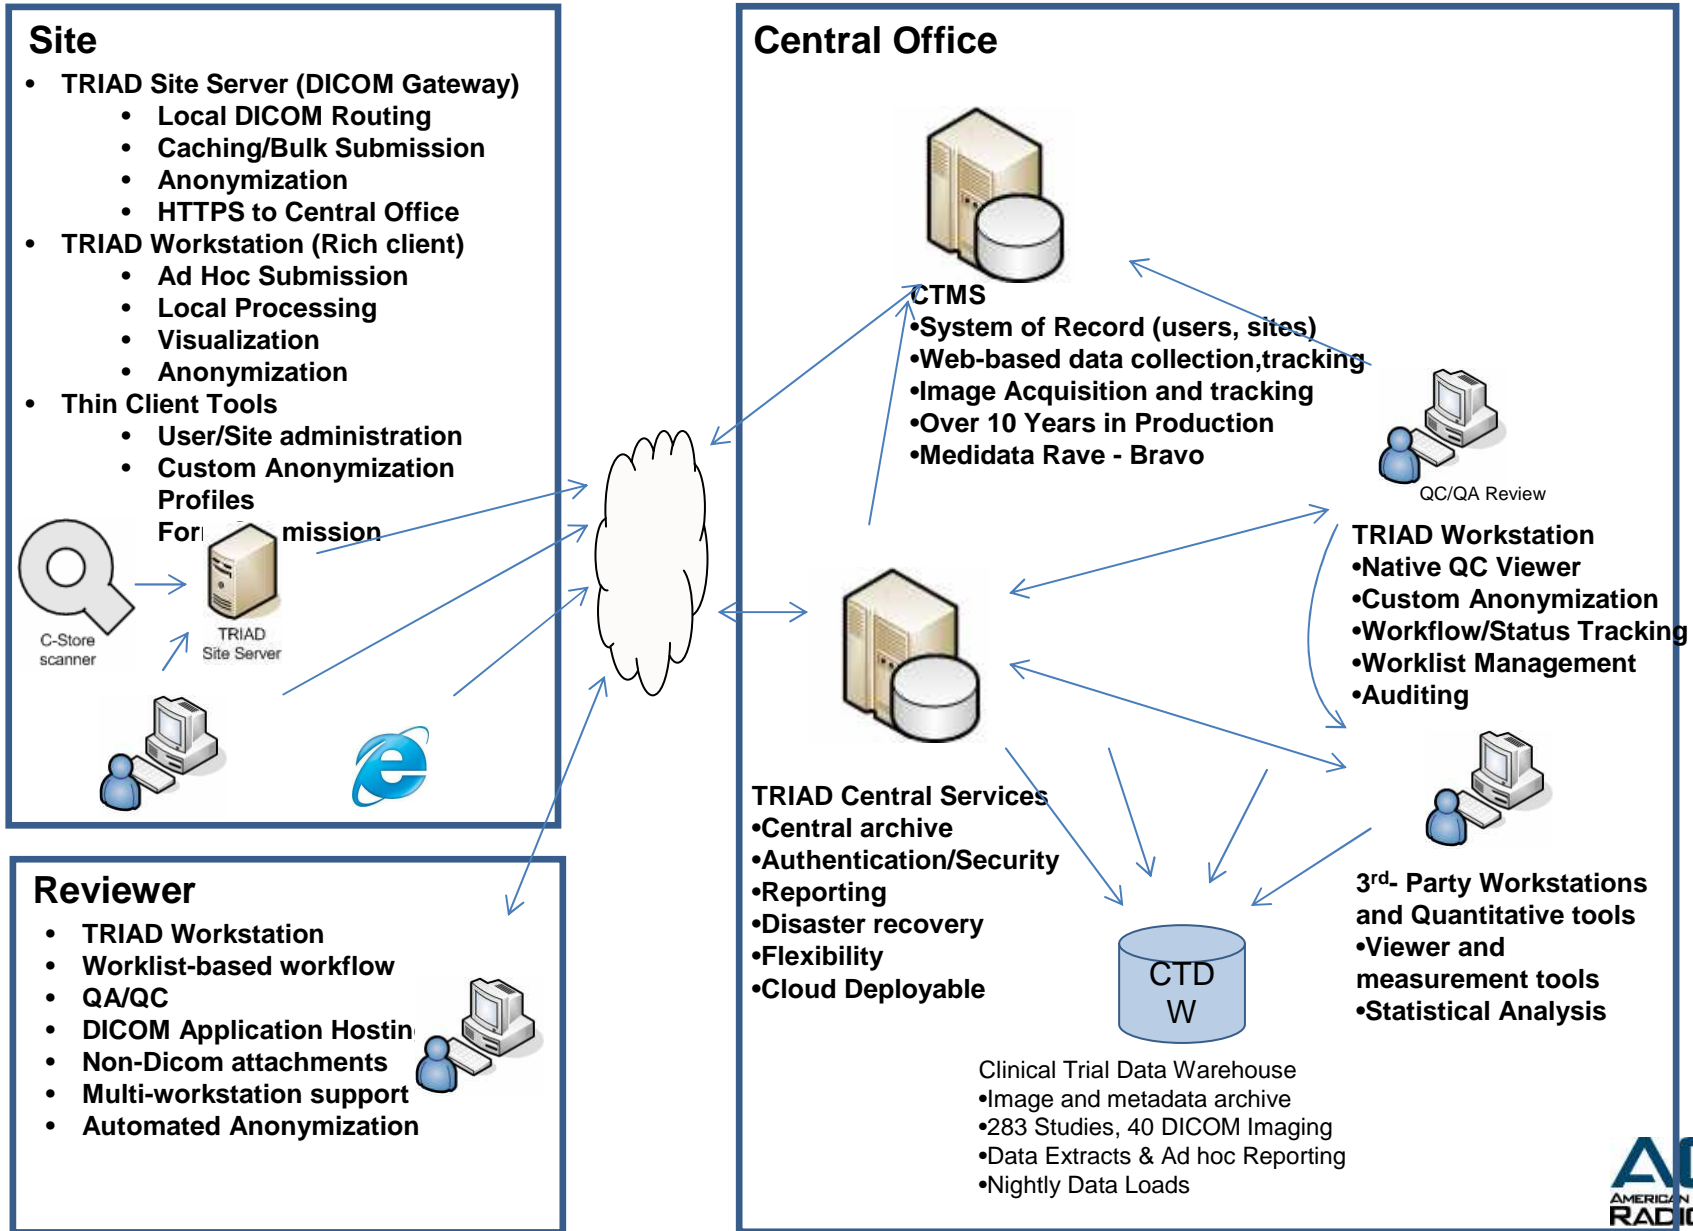 Site
• TRIAD Site Server (DICOM Gateway)
• Local DICOM Routing
• Caching/Bulk Submission
• Anonymization
• HTTPS to Central Office
• TRIAD Workstation (Rich client)
• Ad Hoc Submission
• Local Processing
• Visualization
• Anonymization
• Thin Client Tools
• User/Site administration
• Custom Anonymization
Profiles
mission
C-Store
scanner
TRIAD
Site Server
Reviewer
• TRIAD Workstation
• Worklist-based workflow
• QA/QC
• DICOM Application Hosting
• Non-Dicom attachments
• Multi-workstation support
• Automated Anonymization
Central Office
CTMS
•System of Record (users, sites)
•Web-based data collection,tracking
•Image Acquisition and tracking
•Over 10 Years in Production
•Medidata Rave - Bravo
QC/QA Review
TRIAD Workstation
•Native QC Viewer
•Custom Anonymization
•Workflow/Status Tracking
•Worklist Management
•Auditing
TRIAD Central Services
•Central archive
•Authentication/Security
•Reporting
•Disaster recovery
•Flexibility
•Cloud Deployable
3rd- Party Workstations
and Quantitative tools
•Viewer and
measurement tools
•Statistical Analysis
CTD
W
Clinical Trial Data Warehouse
•Image and metadata archive
•283 Studies, 40 DICOM Imaging
•Data Extracts & Ad hoc Reporting
•Nightly Data Loads
AMERICAN